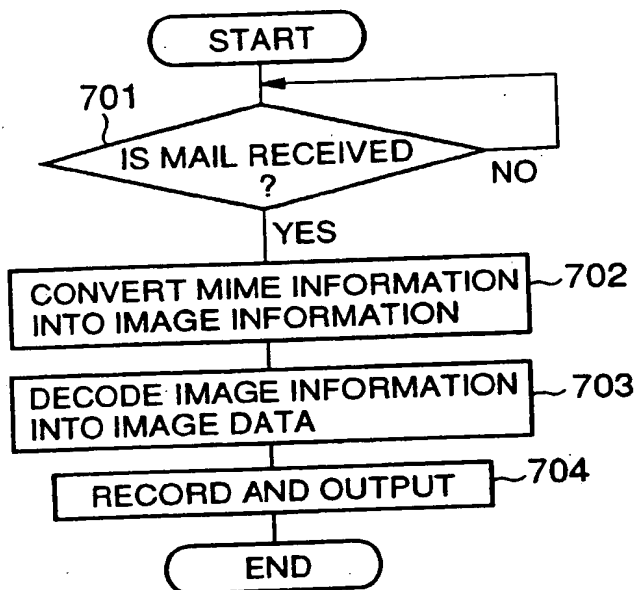 START
701
IS MAIL RECEIVED
?
NO
YES
CONVERT MIME INFORMATION
INTO IMAGE INFORMATION
702
DECODE IMAGE INFORMATION
INTO IMAGE DATA
703
RECORD AND OUTPUT
704
END